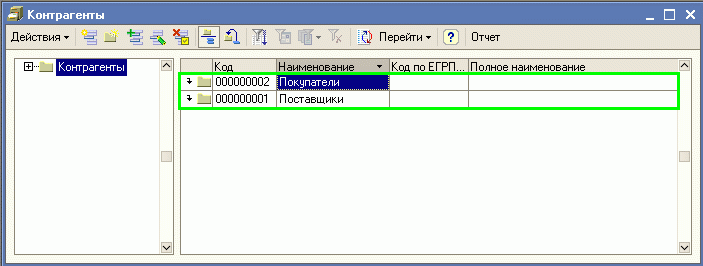 Контрагенты
Действия Перейти ? Отчет
Контрагенты
Код Наименование Код по ЕГРП... Полное наименование
000000002 Покупатели
000000001 Поставщики